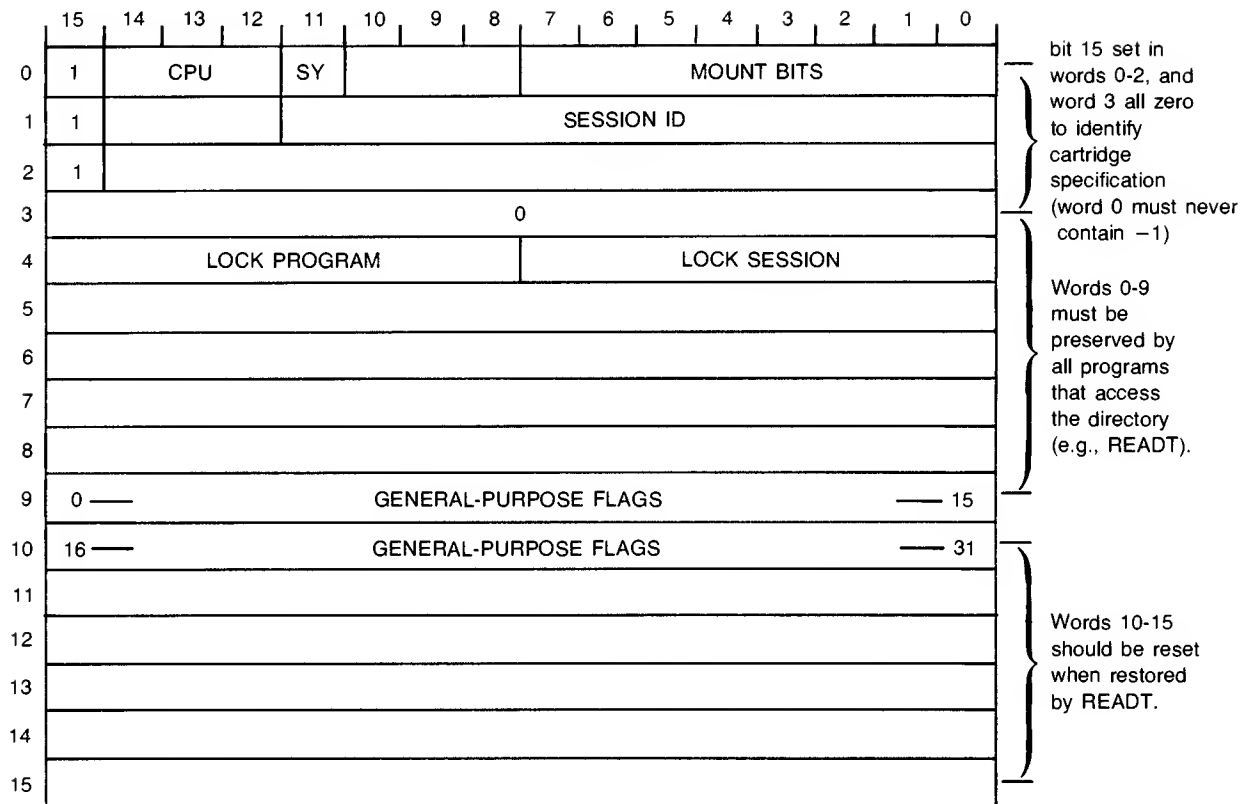 15 14 13 12 11 10 9 8 7 6 5 4 3 2 1 0
0 1 CPU SY MOUNT BITS
1 1 SESSION ID
2 1
3 0
4 LOCK PROGRAM LOCK SESSION
5
6
7
8
9 0 — GENERAL-PURPOSE FLAGS — 15
10 16 — GENERAL-PURPOSE FLAGS — 31
11
12
13
14
15
bit 15 set in
words 0-2, and
word 3 all zero
to identify
cartridge
specification
(word 0 must never
contain −1)
Words 0-9
must be
preserved by
all programs
that access
the directory
(e.g., READT).
Words 10-15
should be reset
when restored
by READT.